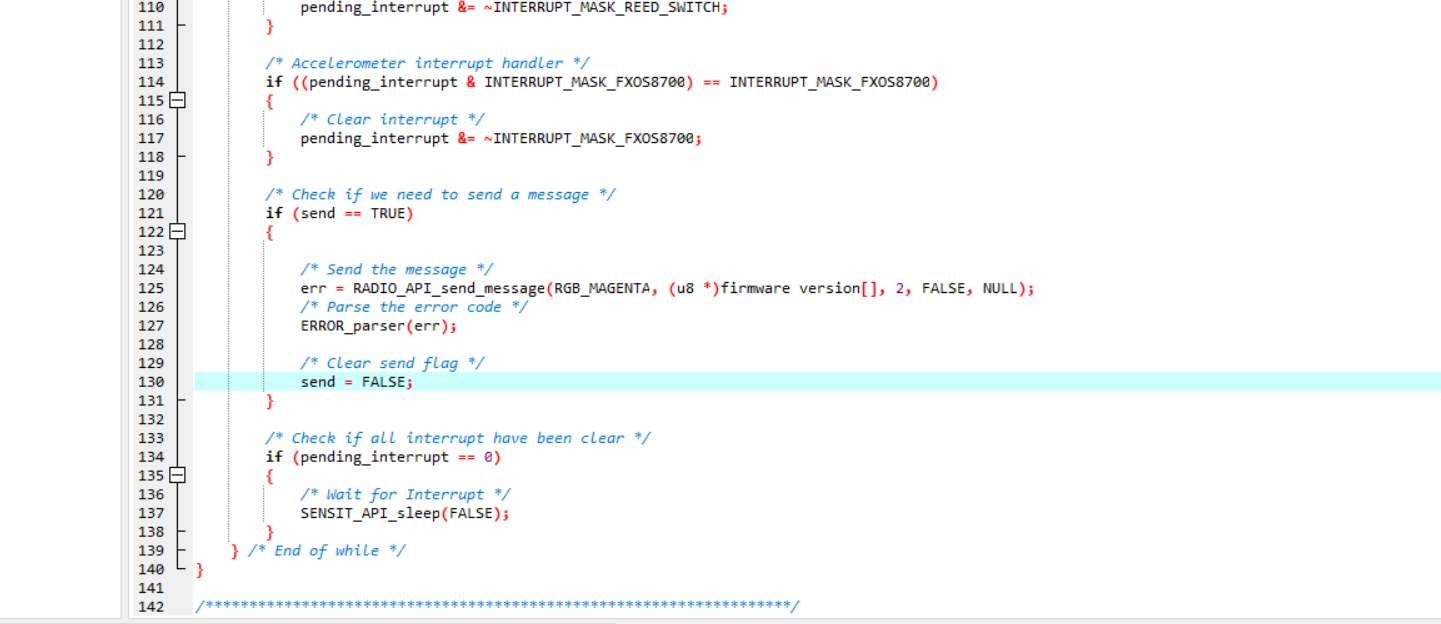 110 pending_interrupt &= ~INTERRUPT_MASK_REED_SWITCH;
111 }
112
113 /* Accelerometer interrupt handler */
114 if ((pending_interrupt & INTERRUPT_MASK_FXOS8700) == INTERRUPT_MASK_FXOS8700)
115 {
116 /* Clear interrupt */
117 pending_interrupt &= ~INTERRUPT_MASK_FXOS8700;
118 }
119
120 /* Check if we need to send a message */
121 if (send == TRUE)
122 {
123
124 /* Send the message */
125 err = RADIO_API_send_message(RGB_MAGENTA, (u8 *)firmware version[], 2, FALSE, NULL);
126 /* Parse the error code */
127 ERROR_parser(err);
128
129 /* Clear send flag */
130 send = FALSE;
131 }
132
133 /* Check if all interrupt have been clear */
134 if (pending_interrupt == 0)
135 {
136 /* Wait for Interrupt */
137 SENSIT_API_sleep(FALSE);
138 }
139 } /* End of while */
140 }
141
142 /*******************************************************************/